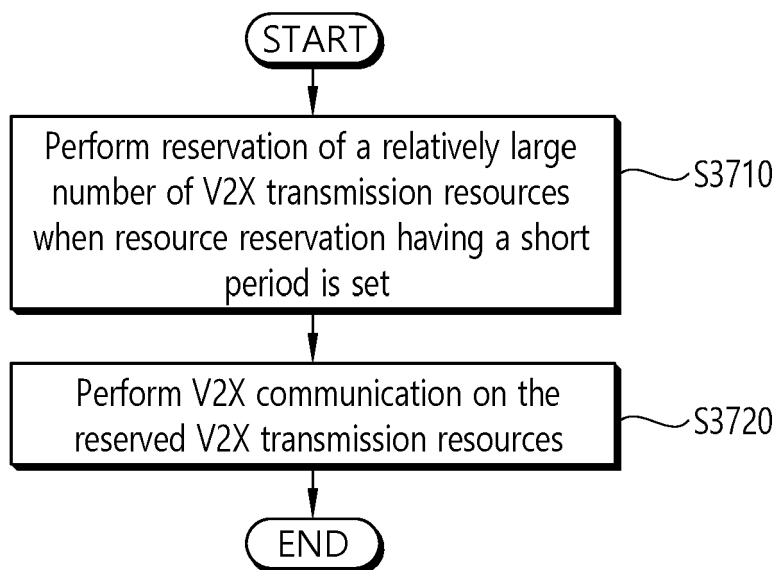 START
Perform reservation of a relatively large
number of V2X transmission resources
when resource reservation having a short
period is set
S3710
Perform V2X communication on the
reserved V2X transmission resources
S3720
END